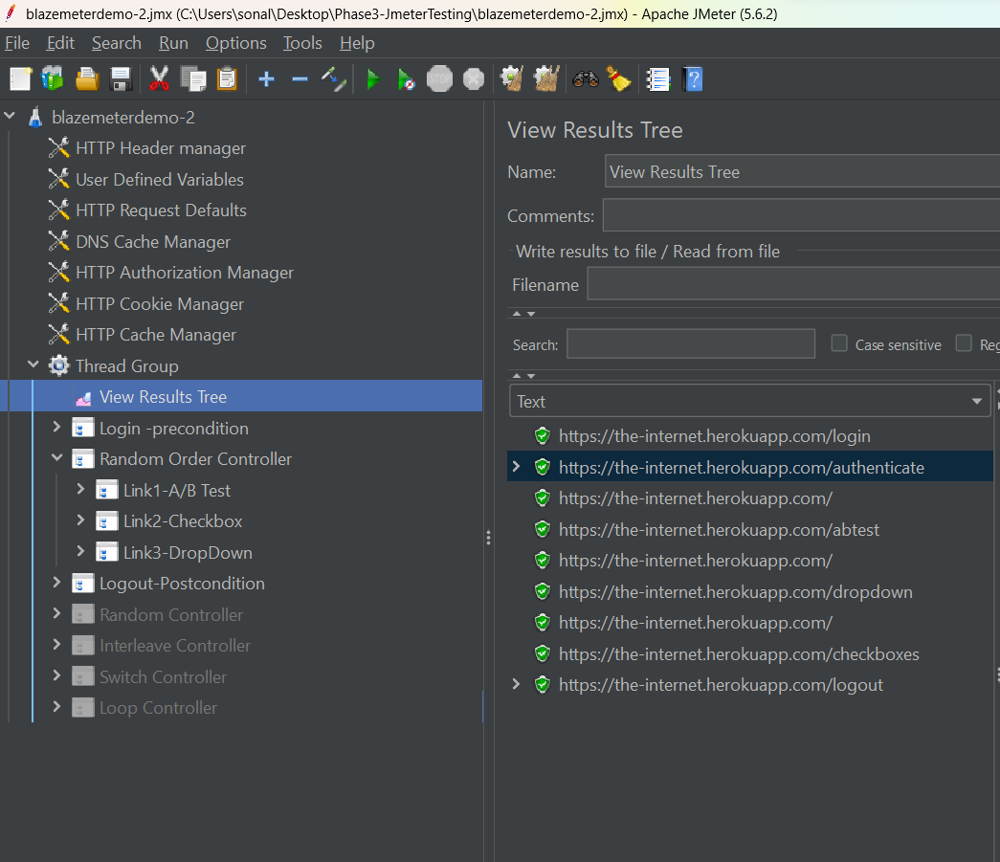 blazemeterdemo-2.jmx (C:\Users\sonal\Desktop\Phase3-JmeterTesting\blazemeterdemo-2.jmx) - Apache JMeter (5.6.2)
File Edit Search Run Options Tools Help
STOP
blazemeterdemo-2
HTTP Header manager
User Defined Variables
HTTP Request Defaults
DNS Cache Manager
HTTP Authorization Manager
HTTP Cookie Manager
HTTP Cache Manager
Thread Group
View Results Tree
Login -precondition
Random Order Controller
Link1-A/B Test
Link2-Checkbox
Link3-DropDown
Logout-Postcondition
Random Controller
Interleave Controller
Switch Controller
Loop Controller
View Results Tree
Name: View Results Tree
Comments:
Write results to file / Read from file
Filename
Search: Case sensitive Reg
Text
https://the-internet.herokuapp.com/login
https://the-internet.herokuapp.com/authenticate
https://the-internet.herokuapp.com/
https://the-internet.herokuapp.com/abtest
https://the-internet.herokuapp.com/
https://the-internet.herokuapp.com/dropdown
https://the-internet.herokuapp.com/
https://the-internet.herokuapp.com/checkboxes
https://the-internet.herokuapp.com/logout